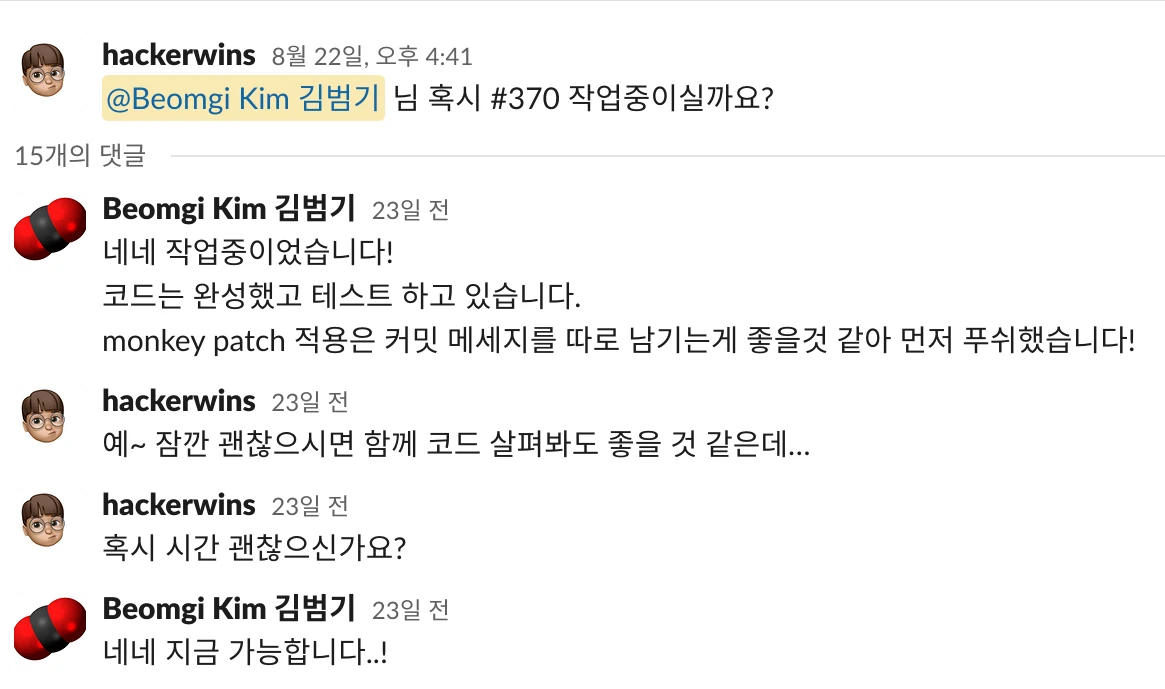 hackerwins 8월 22일, 오후 4:41
@Beomgi Kim 김범기 님 혹시 #370 작업중이실까요?
15개의 댓글
Beomgi Kim 김범기 23일 전
네네 작업중이었습니다!
코드는 완성했고 테스트 하고 있습니다.
monkey patch 적용은 커밋 메세지를 따로 남기는게 좋을것 같아 먼저 푸쉬했습니다!
hackerwins 23일 전
예~ 잠깐 괜찮으시면 함께 코드 살펴봐도 좋을 것 같은데...
hackerwins 23일 전
혹시 시간 괜찮으신가요?
Beomgi Kim 김범기 23일 전
네네 지금 가능합니다..!